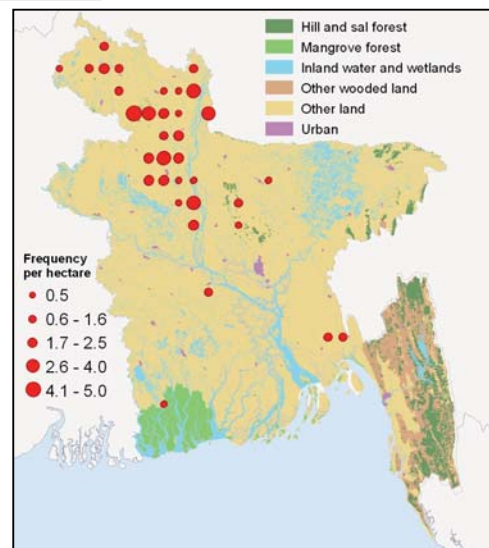 Hill and sal forest
Mangrove forest
Inland water and wetlands
Other wooded land
Other land
Urban
Frequency
per hectare
0.5
0.6 - 1.6
1.7 - 2.5
2.6 - 4.0
4.1 - 5.0